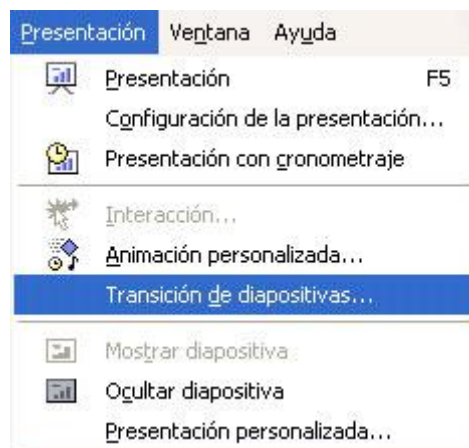 Presentación Ventana Ayuda
Presentación F5
Configuración de la presentación...
Presentación con cronometraje
Interacción...
Animación personalizada...
Transición de diapositivas...
Mostrar diapositiva
Ocultar diapositiva
Presentación personalizada...